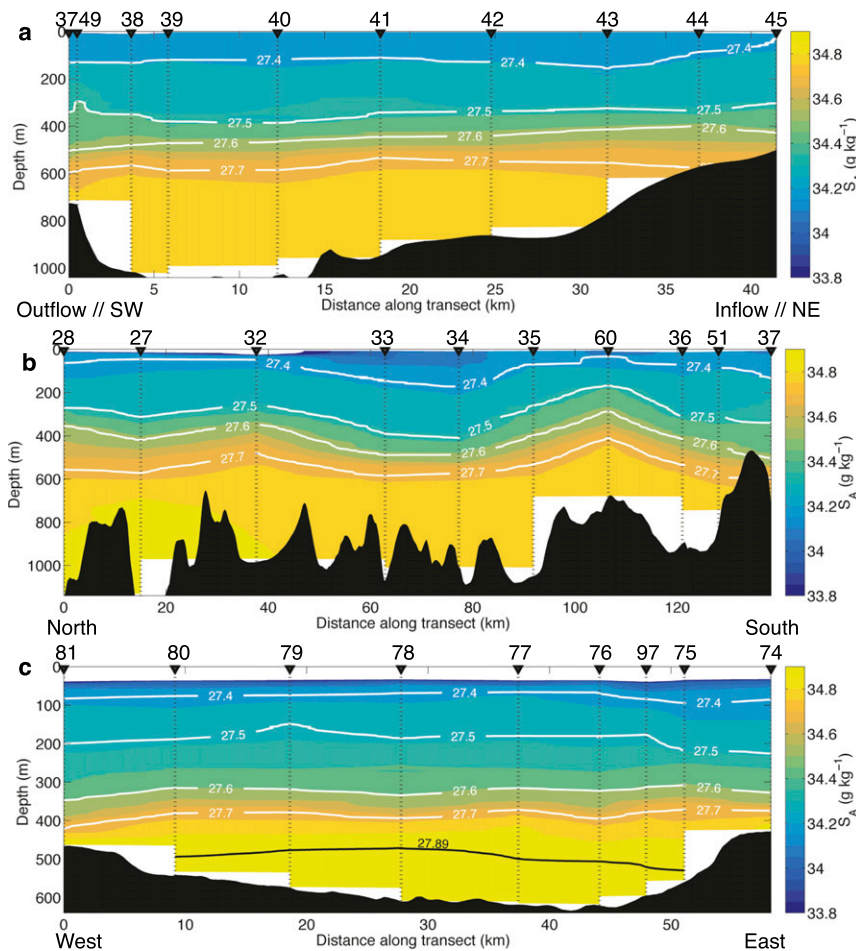 a
37 49 38 39 40 41 42 43 44 45
0
200
400
600
800
1000
Depth (m)
27.4 27.4 27.4
27.5 27.5
27.6 27.6 27.6
27.7 27.7
0 5 10 15 20 25 30 35 40
Distance along transect (km)
Outflow // SW
Inflow // NE
34.8
34.6
34.4
34.2
34
33.8
(g kg⁻¹)
b
28 27 32 33 34 35 60 36 51 37
0
200
400
600
800
1000
Depth (m)
27.4 27.4 27.4
27.5 27.5 27.5
27.6 27.6 27.6
27.7 27.7 27.7
0 20 40 60 80 100 120
Distance along transect (km)
North
South
34.8
34.6
34.4
34.2
34
33.8
S_A (g kg⁻¹)
c
81 80 79 78 77 76 97 75 74
0
100
200
300
400
500
600
Depth (m)
27.4 27.4 27.4
27.5 27.5 27.5
27.6 27.6 27.6
27.7 27.7 27.7
27.89
0 10 20 30 40 50
Distance along transect (km)
West
East
34.8
34.6
34.4
34.2
34
33.8
S_A (g kg⁻¹)